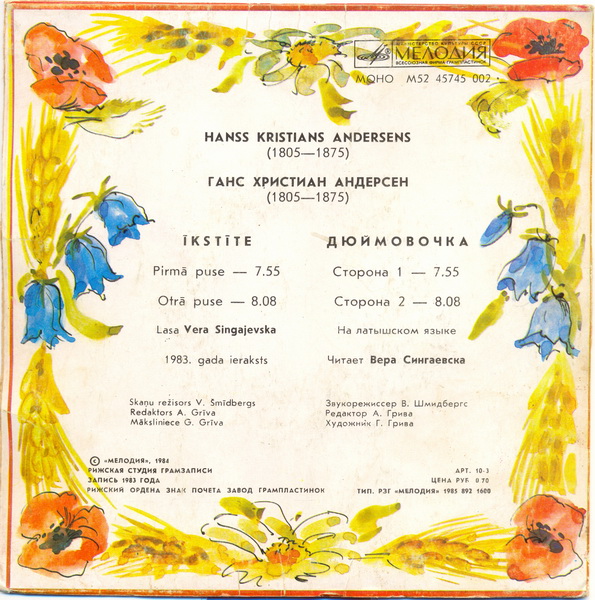 МИНИСТЕРСТВО КУЛЬТУРЫ СССР
МЕЛОДИЯ
ВСЕСОЮЗНАЯ ФИРМА ГРАМПЛАСТИНОК
МОНО М52 45745 002
HANSS KRISTIANS ANDERSENS
(1805—1875)
ГАНС ХРИСТИАН АНДЕРСЕН
(1805—1875)
ĪKSTĪTE
Pirmā puse — 7.55
Otrā puse — 8.08
Lasa Vera Singajevska
1983. gada ieraksts
ДЮЙМОВОЧКА
Сторона 1 — 7.55
Сторона 2 — 8.08
На латышском языке
Читает Вера Сингаевска
Skaņu režisors V. Šmīdbergs
Redaktors A. Grīva
Māksliniece G. Grīva
Звукорежиссер В. Шмидбергс
Редактор А. Грива
Художник Г. Грива
© «МЕЛОДИЯ», 1984
РИЖСКАЯ СТУДИЯ ГРАМЗАПИСИ
ЗАПИСЬ 1983 ГОДА
РИЖСКИЙ ОРДЕНА ЗНАК ПОЧЕТА ЗАВОД ГРАМПЛАСТИНОК
АРТ. 10-3
ЦЕНА РУБ 0 70
ТИП. РЗГ «МЕЛОДИЯ» 1985 892 1600